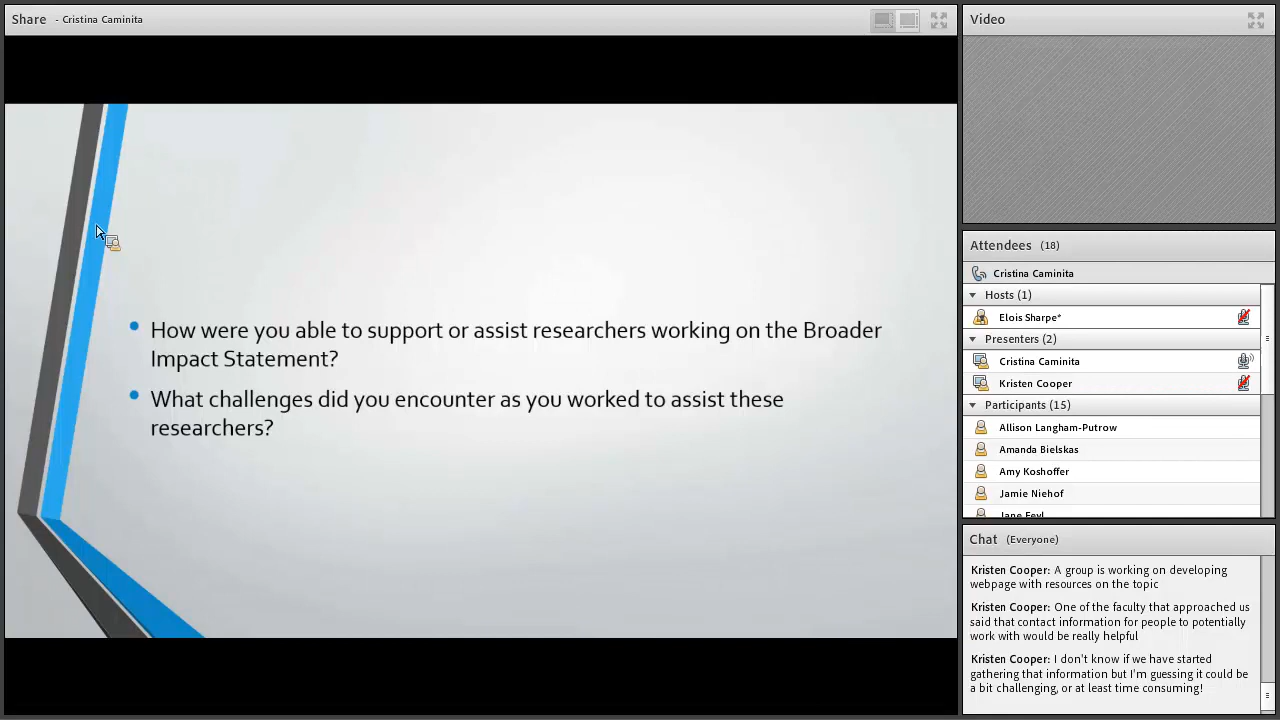 Share - Cristina Caminita
How were you able to support or assist researchers working on the Broader
Impact Statement?
What challenges did you encounter as you worked to assist these
researchers?
Video
Attendees (18)
Cristina Caminita
Hosts (1)
Elois Sharpe*
Presenters (2)
Cristina Caminita
Kristen Cooper
Participants (15)
Allison Langham-Putrow
Amanda Bielskas
Amy Koshoffer
Jamie Niehof
Chat (Everyone)
Kristen Cooper: A group is working on developing
webpage with resources on the topic
Kristen Cooper: One of the faculty that approached us
said that contact information for people to potentially
work with would be really helpful
Kristen Cooper: I don't know if we have started
gathering that information but I'm guessing it could be
a bit challenging, or at least time consuming!